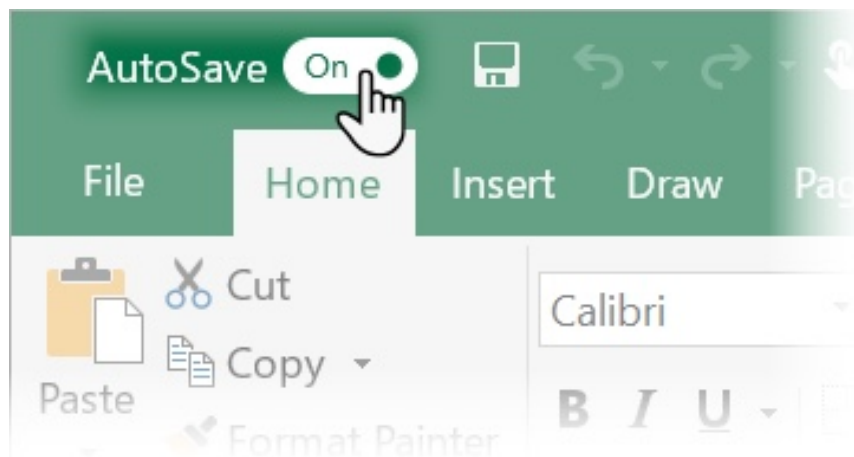 AutoSave On
File Home Insert Draw
Cut
Calibri
Copy
Paste
B I U
Format Painter